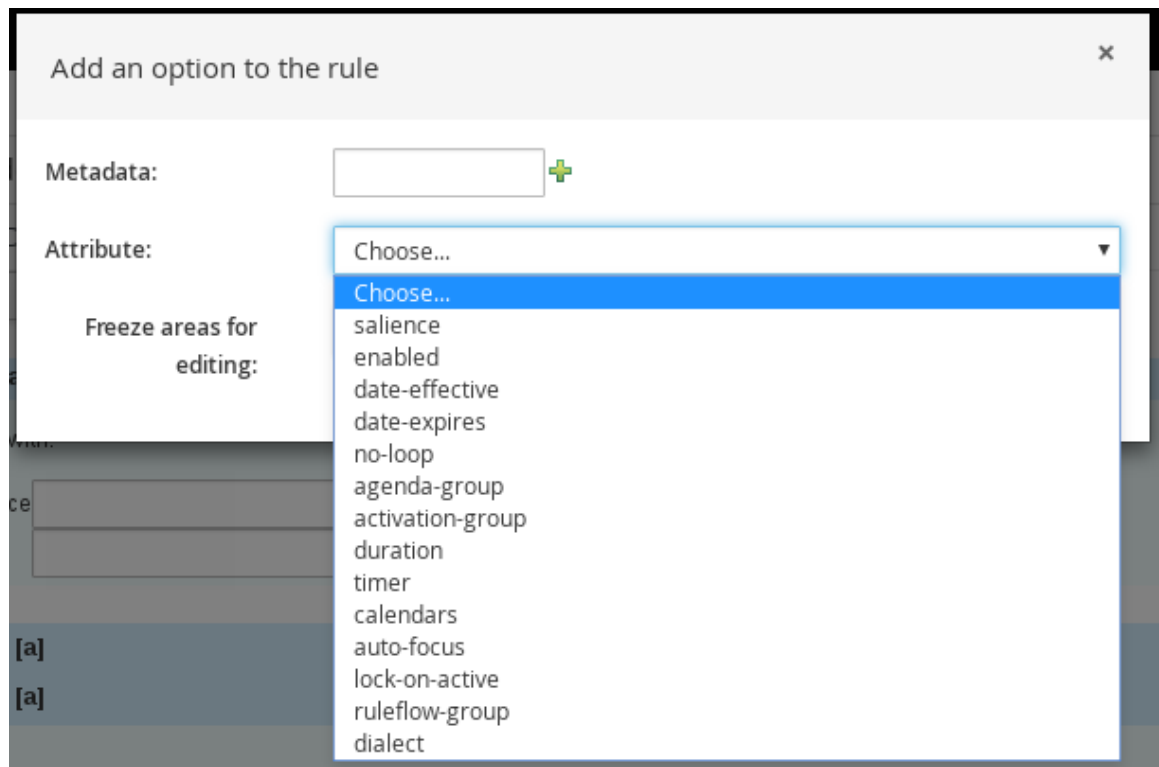 Add an option to the rule
×
Metadata:
Attribute:
Choose...
Choose...
Freeze areas for
editing:
salience
enabled
date-effective
date-expires
no-loop
agenda-group
activation-group
duration
timer
calendars
auto-focus
lock-on-active
ruleflow-group
dialect
ce
[a]
[a]